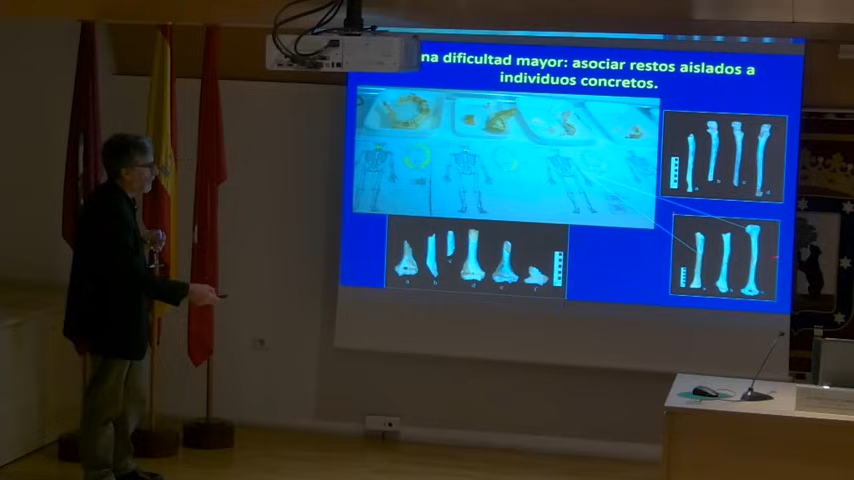 na dificultad mayor: asociar restos aislados a
individuos concretos.
a b c d e f